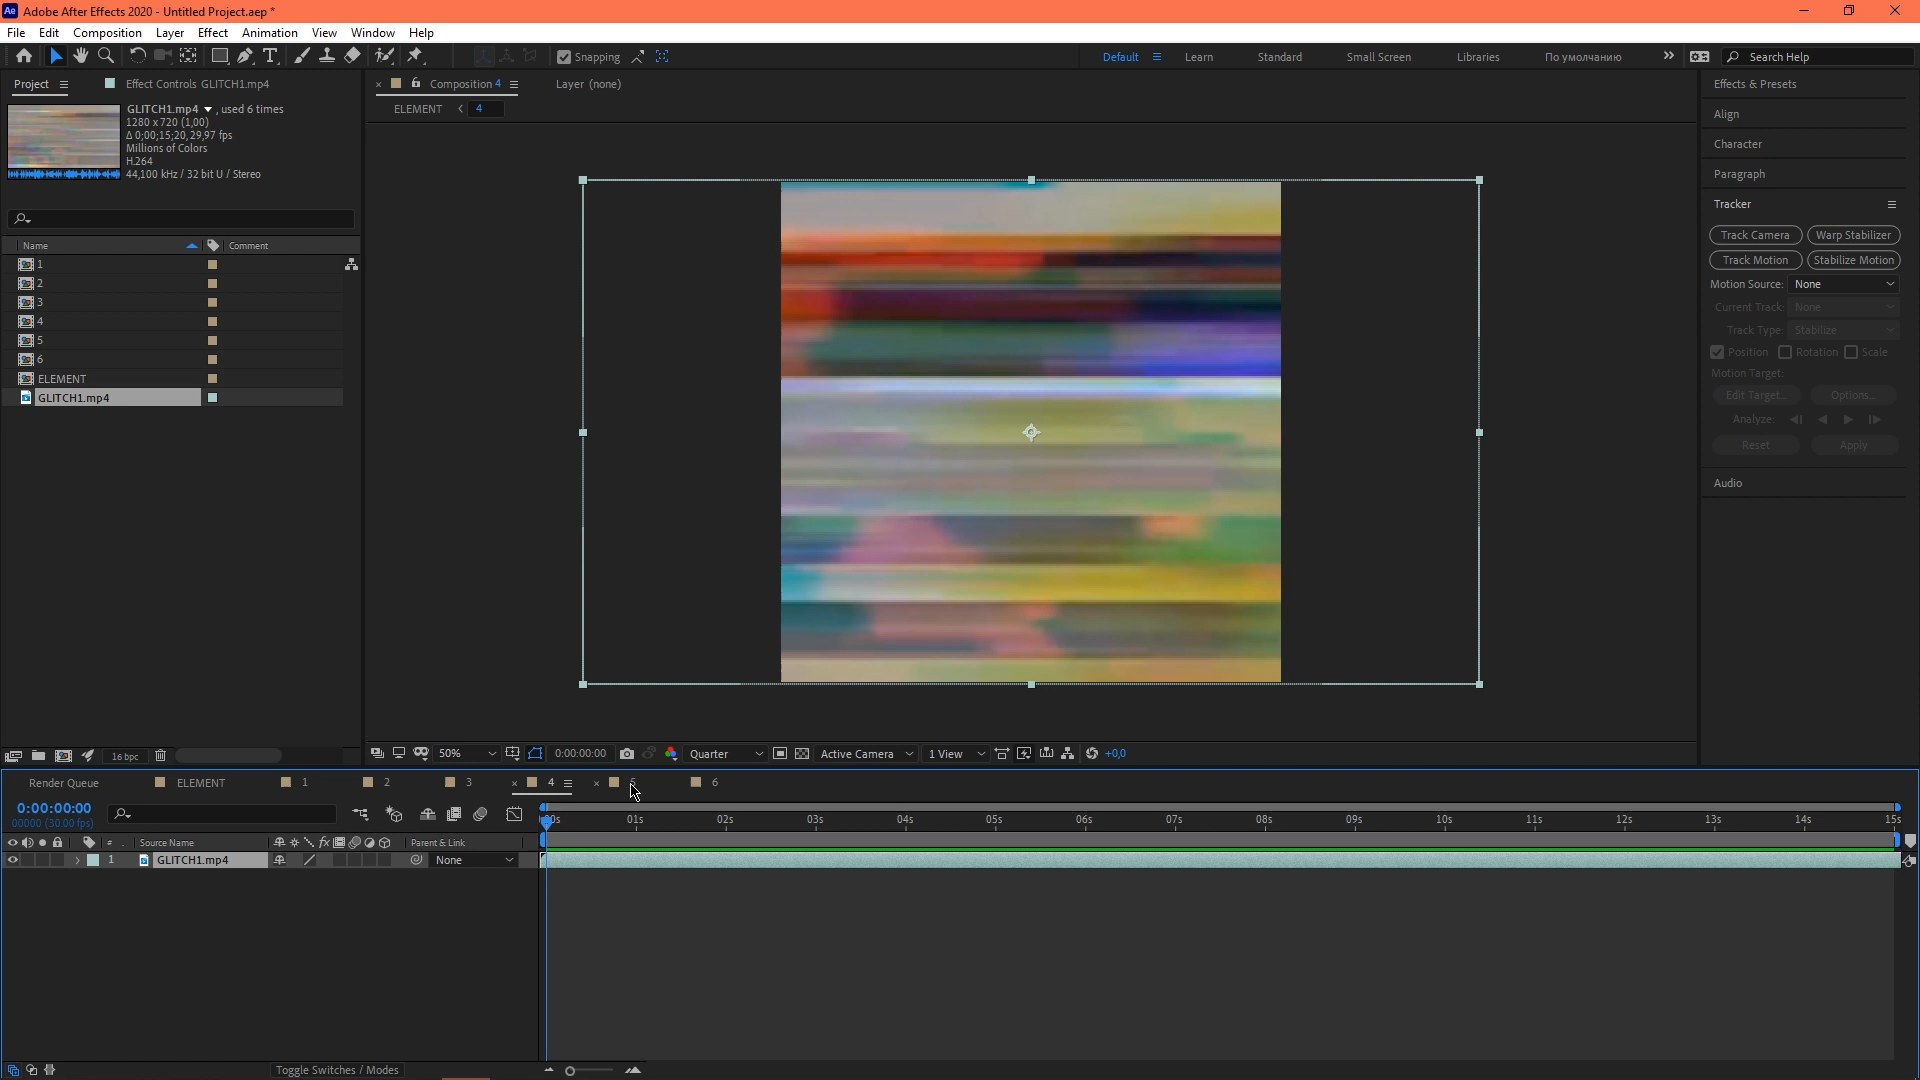 Ae Adobe After Effects 2020 - Untitled Project.aep *
File Edit Composition Layer Effect Animation View Window Help
Snapping Default Learn Standard Small Screen Libraries По умолчанию Search Help
Project Effect Controls GLITCH1.mp4
GLITCH1.mp4 , used 6 times
1280 x 720 (1,00)
Δ 0;00;15;20, 29,97 fps
Millions of Colors
H.264
44,100 kHz / 32 bit U / Stereo
Name Comment
1
2
3
4
5
6
ELEMENT
GLITCH1.mp4
16 bpc
Composition 4 Layer (none)
ELEMENT < 4
50% 0:00:00:00 Quarter Active Camera 1 View +0,0
Effects & Presets
Align
Character
Paragraph
Tracker
Track Camera Warp Stabilizer
Track Motion Stabilize Motion
Motion Source: None
Current Track: None
Track Type: Stabilize
Position Rotation Scale
Motion Target:
Edit Target... Options...
Analyze:
Reset Apply
Audio
Render Queue ELEMENT 1 2 3 4 5 6
0:00:00:00
00000 (30.00 fps)
01s 02s 03s 04s 05s 06s 07s 08s 09s 10s 11s 12s 13s 14s 15s
# Source Name fx Parent & Link
1 GLITCH1.mp4 None
Toggle Switches / Modes